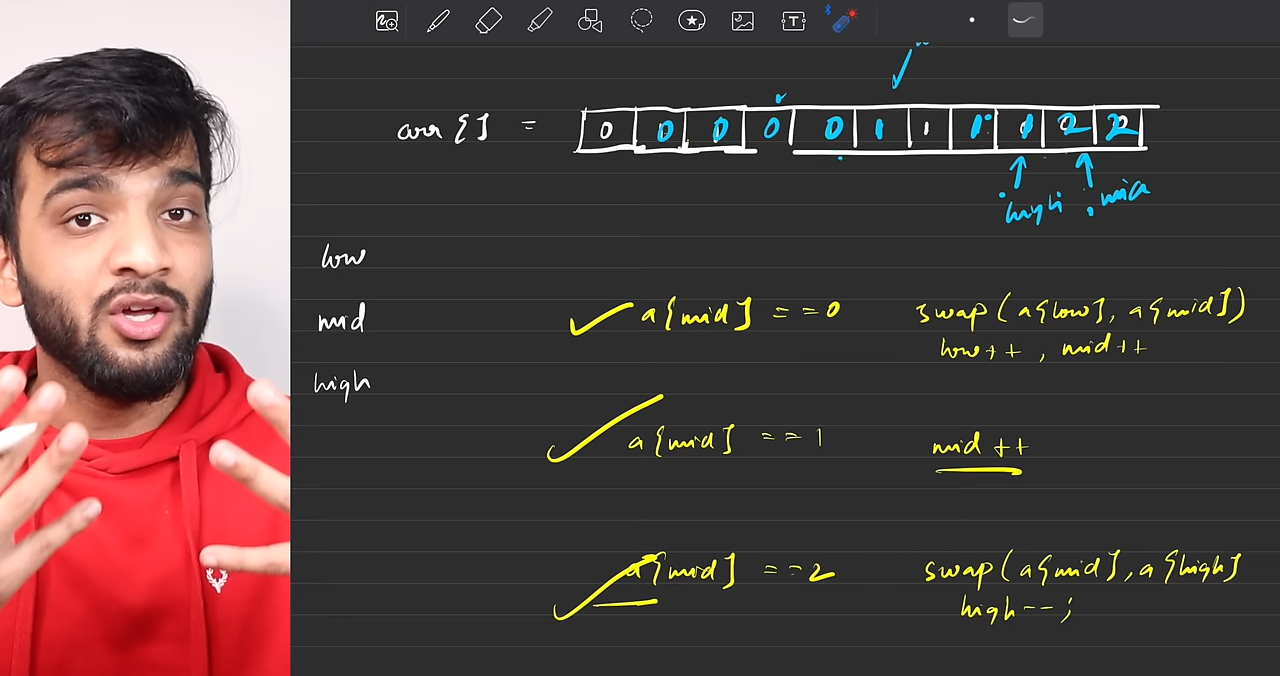 arr [ ] = 0 0 0 0 0 1 1 1 1 2 2
high mid
low
mid a[mid] == 0 swap(a[low], a[mid])
low++, mid++
high
a[mid] == 1 mid++
a[mid] == 2 swap(a[mid], a[high]
high--;
T